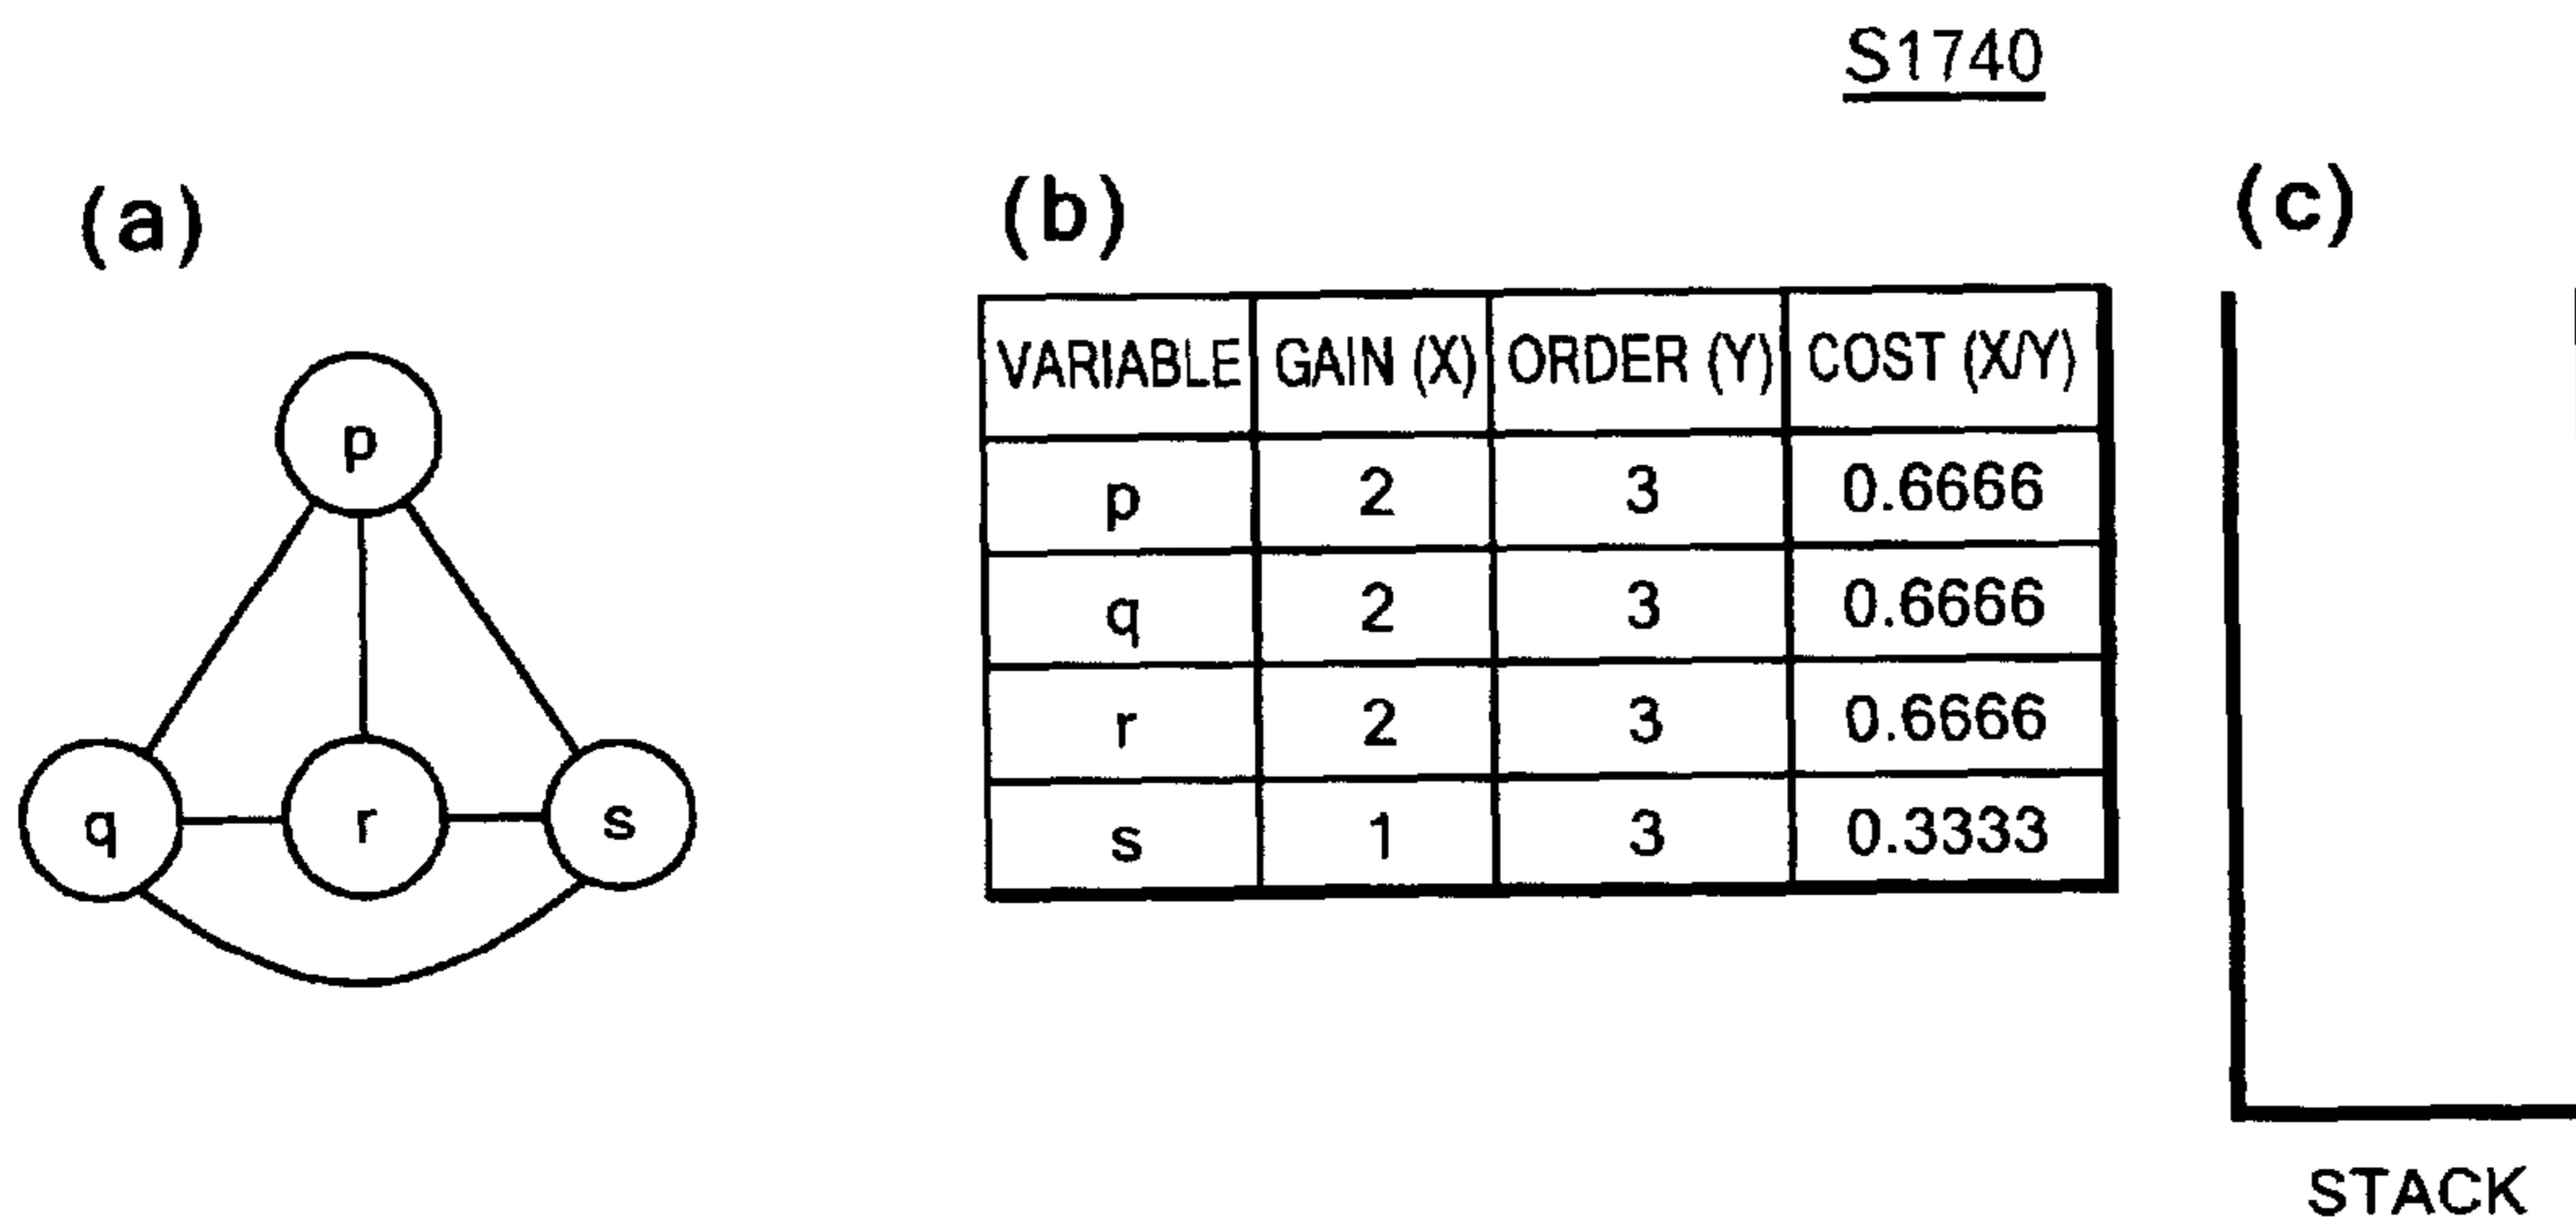 S1740
(a)
(b)
(c)
p
q r s
VARIABLE GAIN (X) ORDER (Y) COST (X/Y)
p 2 3 0.6666
q 2 3 0.6666
r 2 3 0.6666
s 1 3 0.3333
STACK